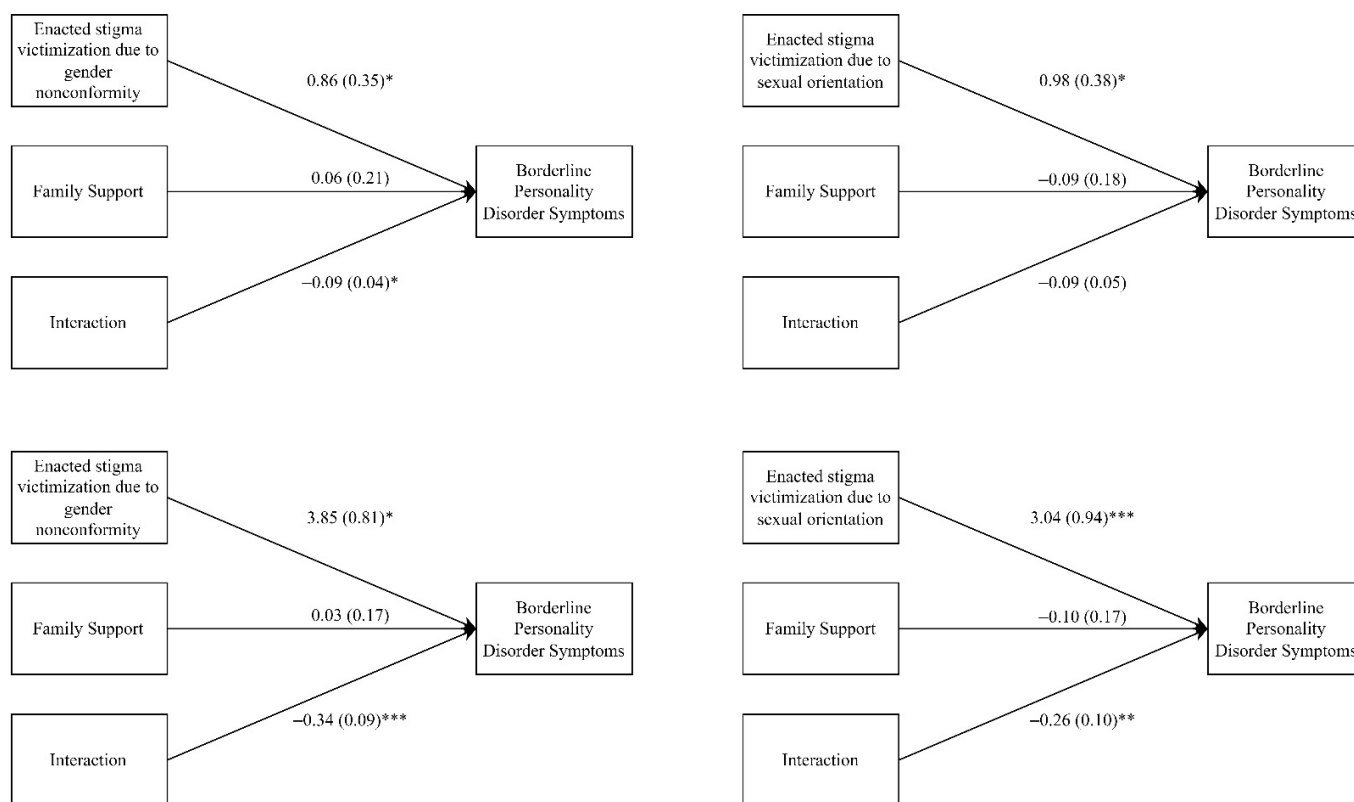 Enacted stigma
victimization due to
gender
nonconformity
0.86 (0.35)*
Family Support
0.06 (0.21)
Borderline
Personality
Disorder Symptoms
−0.09 (0.04)*
Interaction
Enacted stigma
victimization due to
sexual orientation
0.98 (0.38)*
Family Support
−0.09 (0.18)
Borderline
Personality
Disorder Symptoms
−0.09 (0.05)
Interaction
Enacted stigma
victimization due to
gender
nonconformity
3.85 (0.81)*
Family Support
0.03 (0.17)
Borderline
Personality
Disorder Symptoms
−0.34 (0.09)***
Interaction
Enacted stigma
victimization due to
sexual orientation
3.04 (0.94)***
Family Support
−0.10 (0.17)
Borderline
Personality
Disorder Symptoms
−0.26 (0.10)**
Interaction